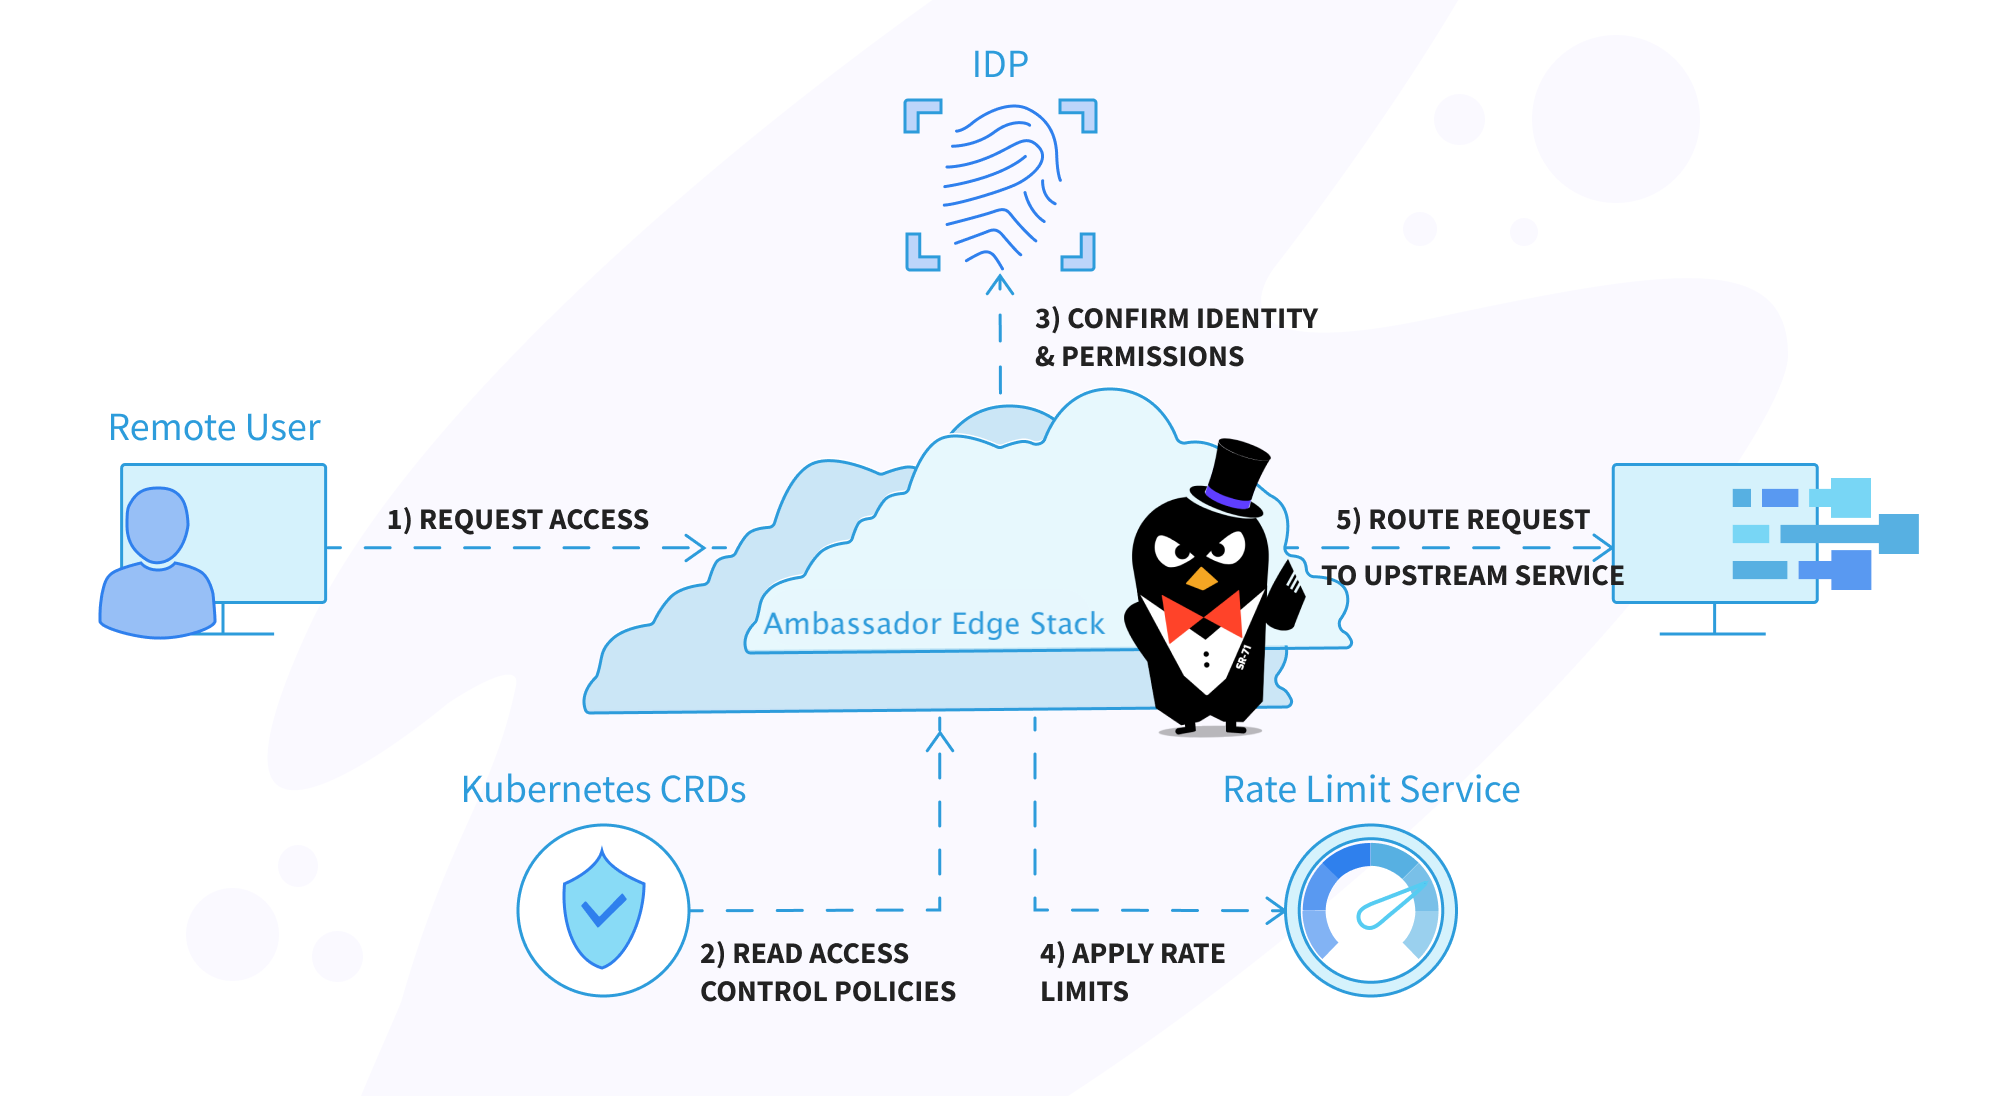 IDP
3) CONFIRM IDENTITY
& PERMISSIONS
Remote User
1) REQUEST ACCESS
5) ROUTE REQUEST
TO UPSTREAM SERVICE
Ambassador Edge Stack
SR-71
Kubernetes CRDs
Rate Limit Service
2) READ ACCESS
CONTROL POLICIES
4) APPLY RATE
LIMITS